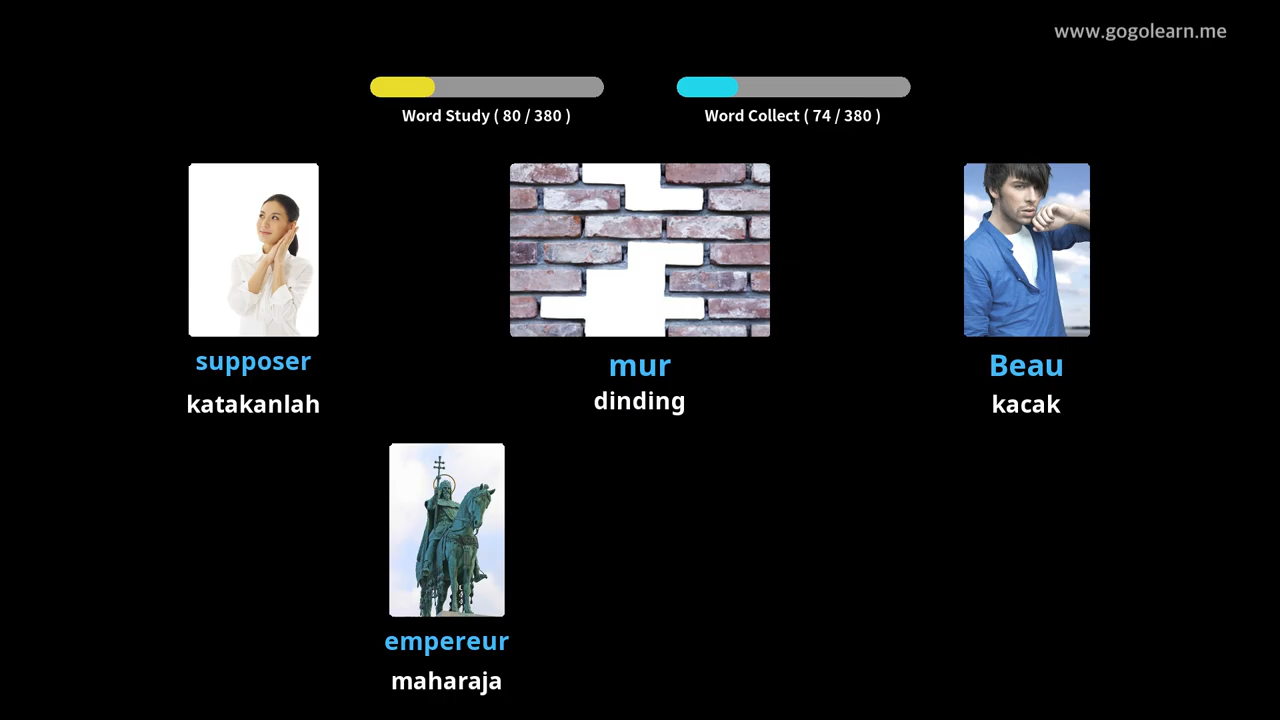 www.gogolearn.me
Word Study ( 80 / 380 )
Word Collect ( 74 / 380 )
supposer
katakanlah
mur
dinding
Beau
kacak
empereur
maharaja